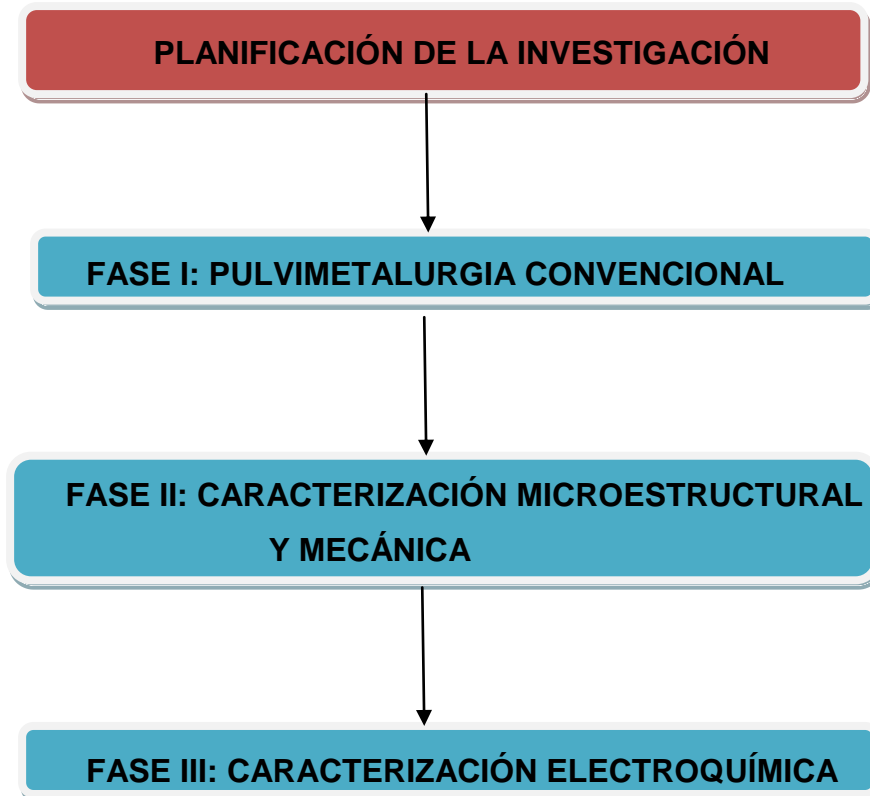 PLANIFICACIÓN DE LA INVESTIGACIÓN
FASE I: PULVIMETALURGIA CONVENCIONAL
FASE II: CARACTERIZACIÓN MICROESTRUCTURAL
Y MECÁNICA
FASE III: CARACTERIZACIÓN ELECTROQUÍMICA